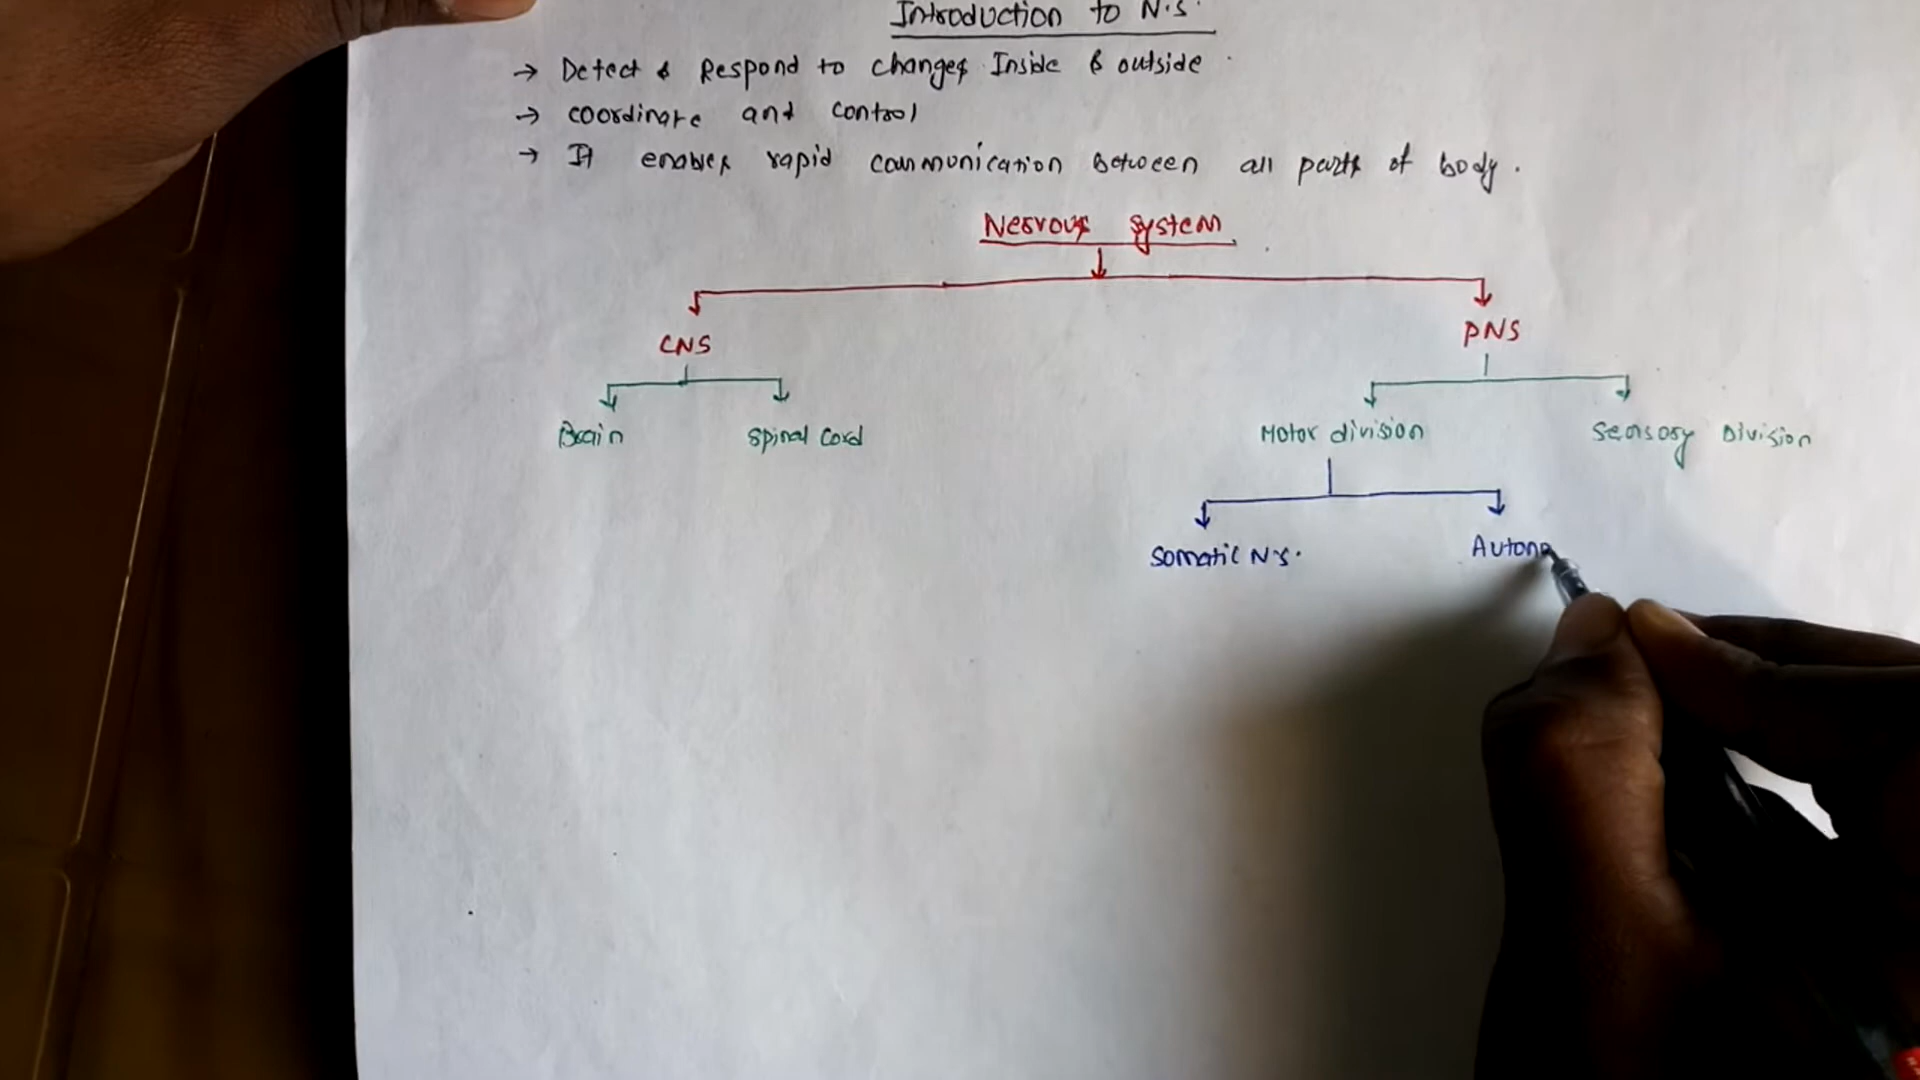 Introduction to N.S.
→ Detect & Respond to changes Inside & outside
→ coordinate and control
→ It enables rapid communication Between all parts of body.
Nervous system
CNS PNS
Brain Spinal Cord Motor division Sensory Division
Somatic N.S. Autono